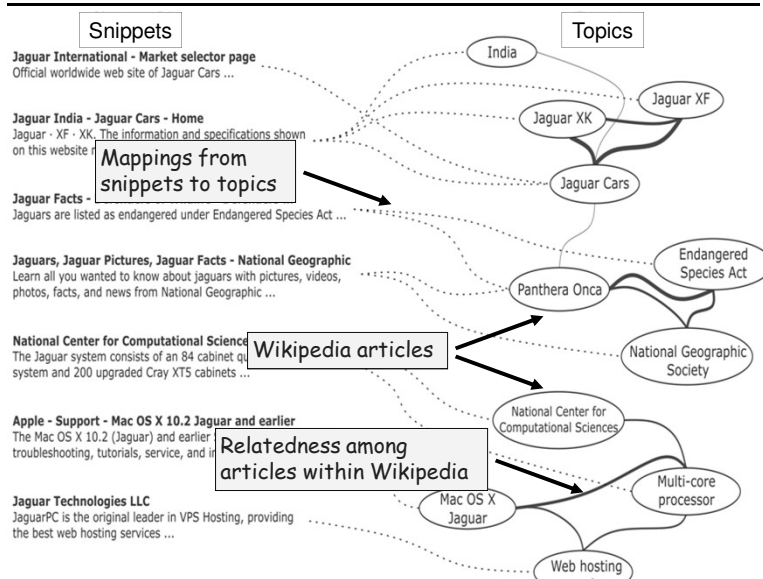 Snippets
Topics
Jaguar International - Market selector page
Official worldwide web site of Jaguar Cars ...
Jaguar India - Jaguar Cars - Home
Jaguar · XF · XK. The information and specifications shown
on this website
Mappings from
snippets to topics
Jaguar Facts -
Jaguars are listed as endangered under Endangered Species Act ...
Jaguars, Jaguar Pictures, Jaguar Facts - National Geographic
Learn all you wanted to know about jaguars with pictures, videos,
photos, facts, and news from National Geographic ...
National Center for Computational Science
The Jaguar system consists of an 84 cabinet
system and 200 upgraded Cray XT5 cabinets ...
Wikipedia articles
Apple - Support - Mac OS X 10.2 Jaguar and earlier
The Mac OS X 10.2 (Jaguar) and earlier
troubleshooting, tutorials, service, and
Relatedness among
articles within Wikipedia
Jaguar Technologies LLC
JaguarPC is the original leader in VPS Hosting, providing
the best web hosting services ...
India
Jaguar XF
Jaguar XK
Jaguar Cars
Endangered
Species Act
Panthera Onca
National Geographic
Society
National Center for
Computational Sciences
Multi-core
processor
Mac OS X
Jaguar
Web hosting